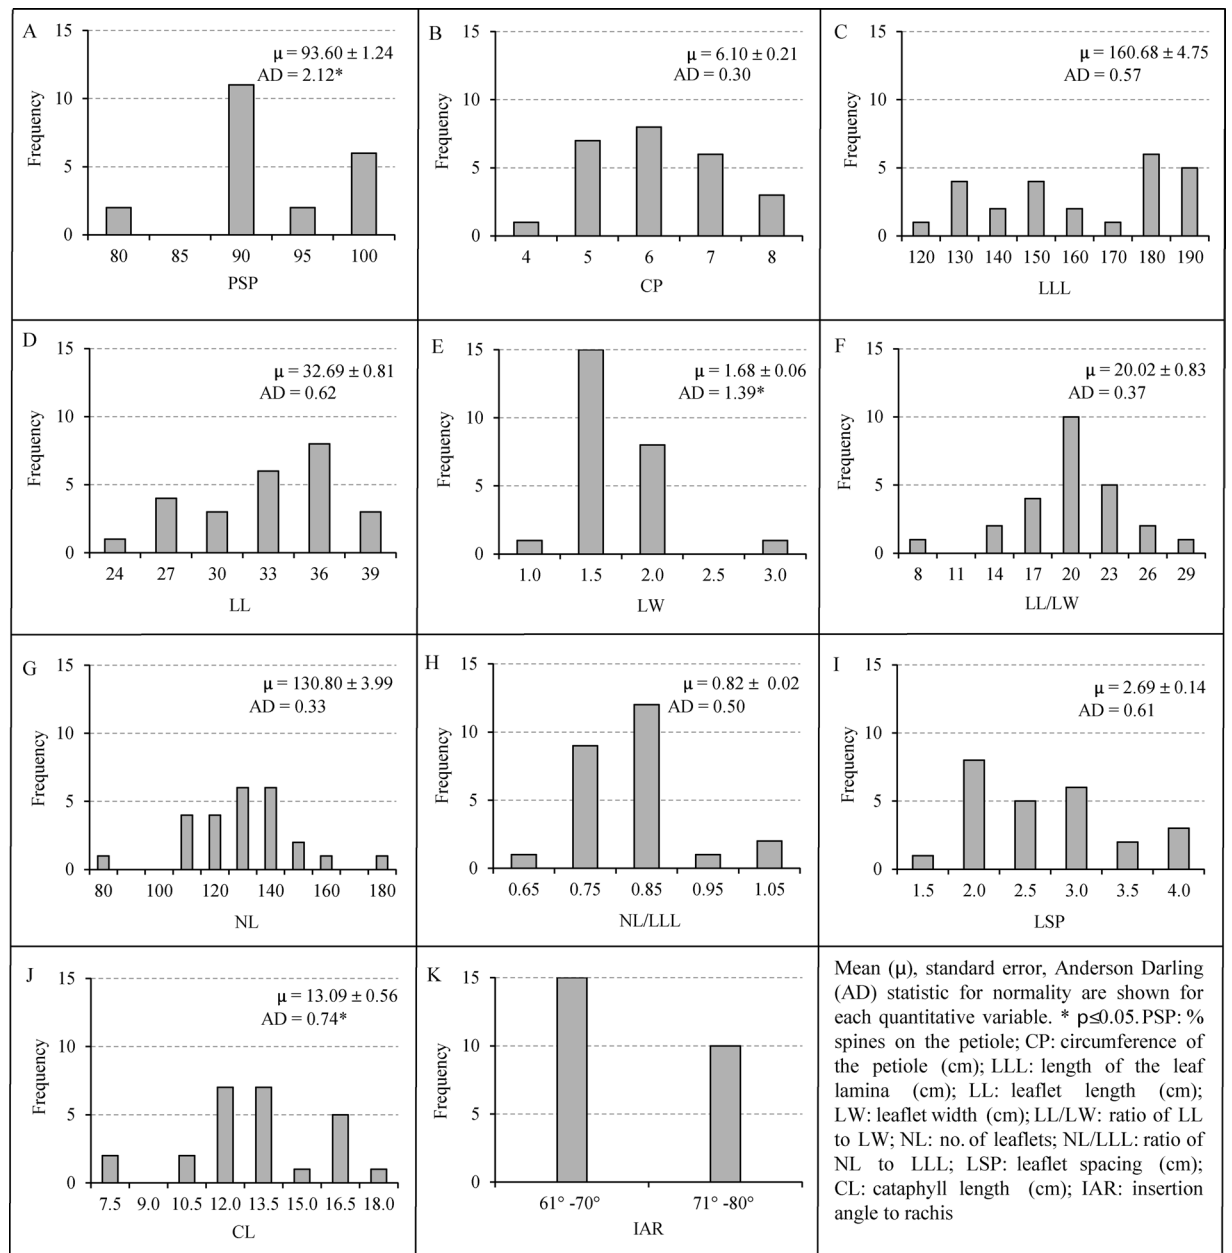 A
15
10
5
0
Frequency
μ = 93.60 ± 1.24
AD = 2.12*
80 85 90 95 100
PSP
B
15
10
5
0
Frequency
μ = 6.10 ± 0.21
AD = 0.30
4 5 6 7 8
CP
C
15
10
5
0
Frequency
μ = 160.68 ± 4.75
AD = 0.57
120 130 140 150 160 170 180 190
LLL
D
15
10
5
0
Frequency
μ = 32.69 ± 0.81
AD = 0.62
24 27 30 33 36 39
LL
E
15
10
5
0
Frequency
μ = 1.68 ± 0.06
AD = 1.39*
1.0 1.5 2.0 2.5 3.0
LW
F
15
10
5
0
Frequency
μ = 20.02 ± 0.83
AD = 0.37
8 11 14 17 20 23 26 29
LL/LW
G
15
10
5
0
Frequency
μ = 130.80 ± 3.99
AD = 0.33
80 100 120 140 160 180
NL
H
15
10
5
0
Frequency
μ = 0.82 ± 0.02
AD = 0.50
0.65 0.75 0.85 0.95 1.05
NL/LLL
I
15
10
5
0
Frequency
μ = 2.69 ± 0.14
AD = 0.61
1.5 2.0 2.5 3.0 3.5 4.0
LSP
J
15
10
5
0
Frequency
μ = 13.09 ± 0.56
AD = 0.74*
7.5 9.0 10.5 12.0 13.5 15.0 16.5 18.0
CL
K
15
10
5
0
Frequency
61° -70° 71° -80°
IAR
Mean (μ), standard error, Anderson Darling
(AD) statistic for normality are shown for
each quantitative variable. * p≤0.05. PSP: %
spines on the petiole; CP: circumference of
the petiole (cm); LLL: length of the leaf
lamina (cm); LL: leaflet length (cm);
LW: leaflet width (cm); LL/LW: ratio of LL
to LW; NL: no. of leaflets; NL/LLL: ratio of
NL to LLL; LSP: leaflet spacing (cm);
CL: cataphyll length (cm); IAR: insertion
angle to rachis